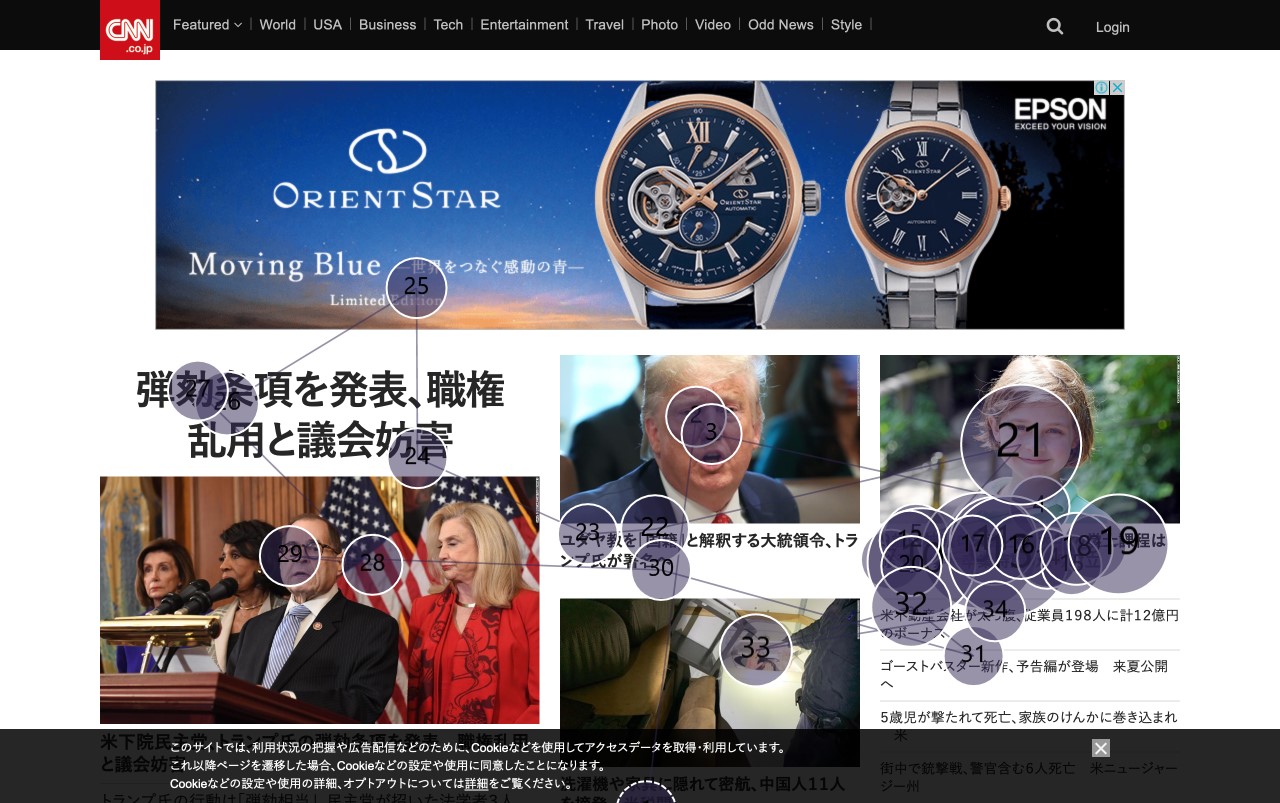 CNN
.co.jp
Featured
World
USA
Business
Tech
Entertainment
Travel
Photo
Video
Odd News
Style
Login
EPSON
EXCEED YOUR VISION
ORIENT STAR
Moving Blue
―世界をつなぐ感動の青―
Limited Edition
25
弾劾条項を発表、職権
27
26
乱用と議会妨害
24
3
21
4
23
22
と解釈する大統領令、トラ
ンプ氏が署名
30
29
28
15
17
16
18
19
20
程は
32
34
米不動産会社が
従業員198人に計12億円
のボーナス
33
31
ゴーストバスター新作、予告編が登場　来夏公開
へ
5歳児が撃たれて死亡、家族のけんかに巻き込まれ
米
米下院民主党、トランプ氏の弾劾条項を発表　職権乱用
と議会妨害
このサイトでは、利用状況の把握や広告配信などのために、Cookieなどを使用してアクセスデータを取得・利用しています。
これ以降ページを遷移した場合、Cookieなどの設定や使用に同意したことになります。
Cookieなどの設定や使用の詳細、オプトアウトについては詳細をご覧ください。
街中で銃撃戦、警官含む6人死亡　米ニュージャー
ジー州
洗濯機や家具に隠れて密航、中国人11人
トランプ氏の行動は「弾劾相当」、民主党が招いた法学者3人